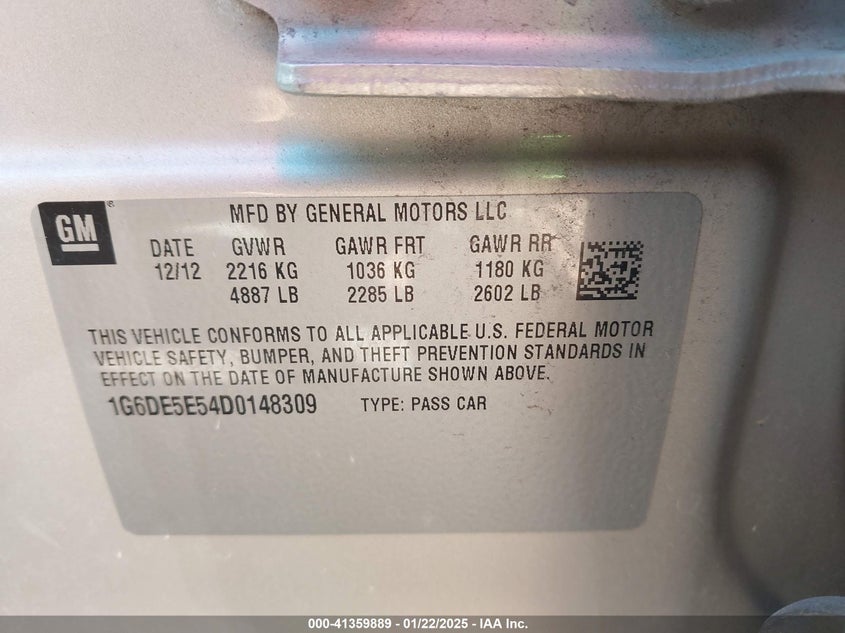 GM
MFD BY GENERAL MOTORS LLC
DATE GVWR GAWR FRT GAWR RR
12/12 2216 KG 1036 KG 1180 KG
4887 LB 2285 LB 2602 LB
THIS VEHICLE CONFORMS TO ALL APPLICABLE U.S. FEDERAL MOTOR
VEHICLE SAFETY, BUMPER, AND THEFT PREVENTION STANDARDS IN
EFFECT ON THE DATE OF MANUFACTURE SHOWN ABOVE.
1G6DE5E54D0148309 TYPE: PASS CAR
000-41359889 - 01/22/2025 - IAA Inc.